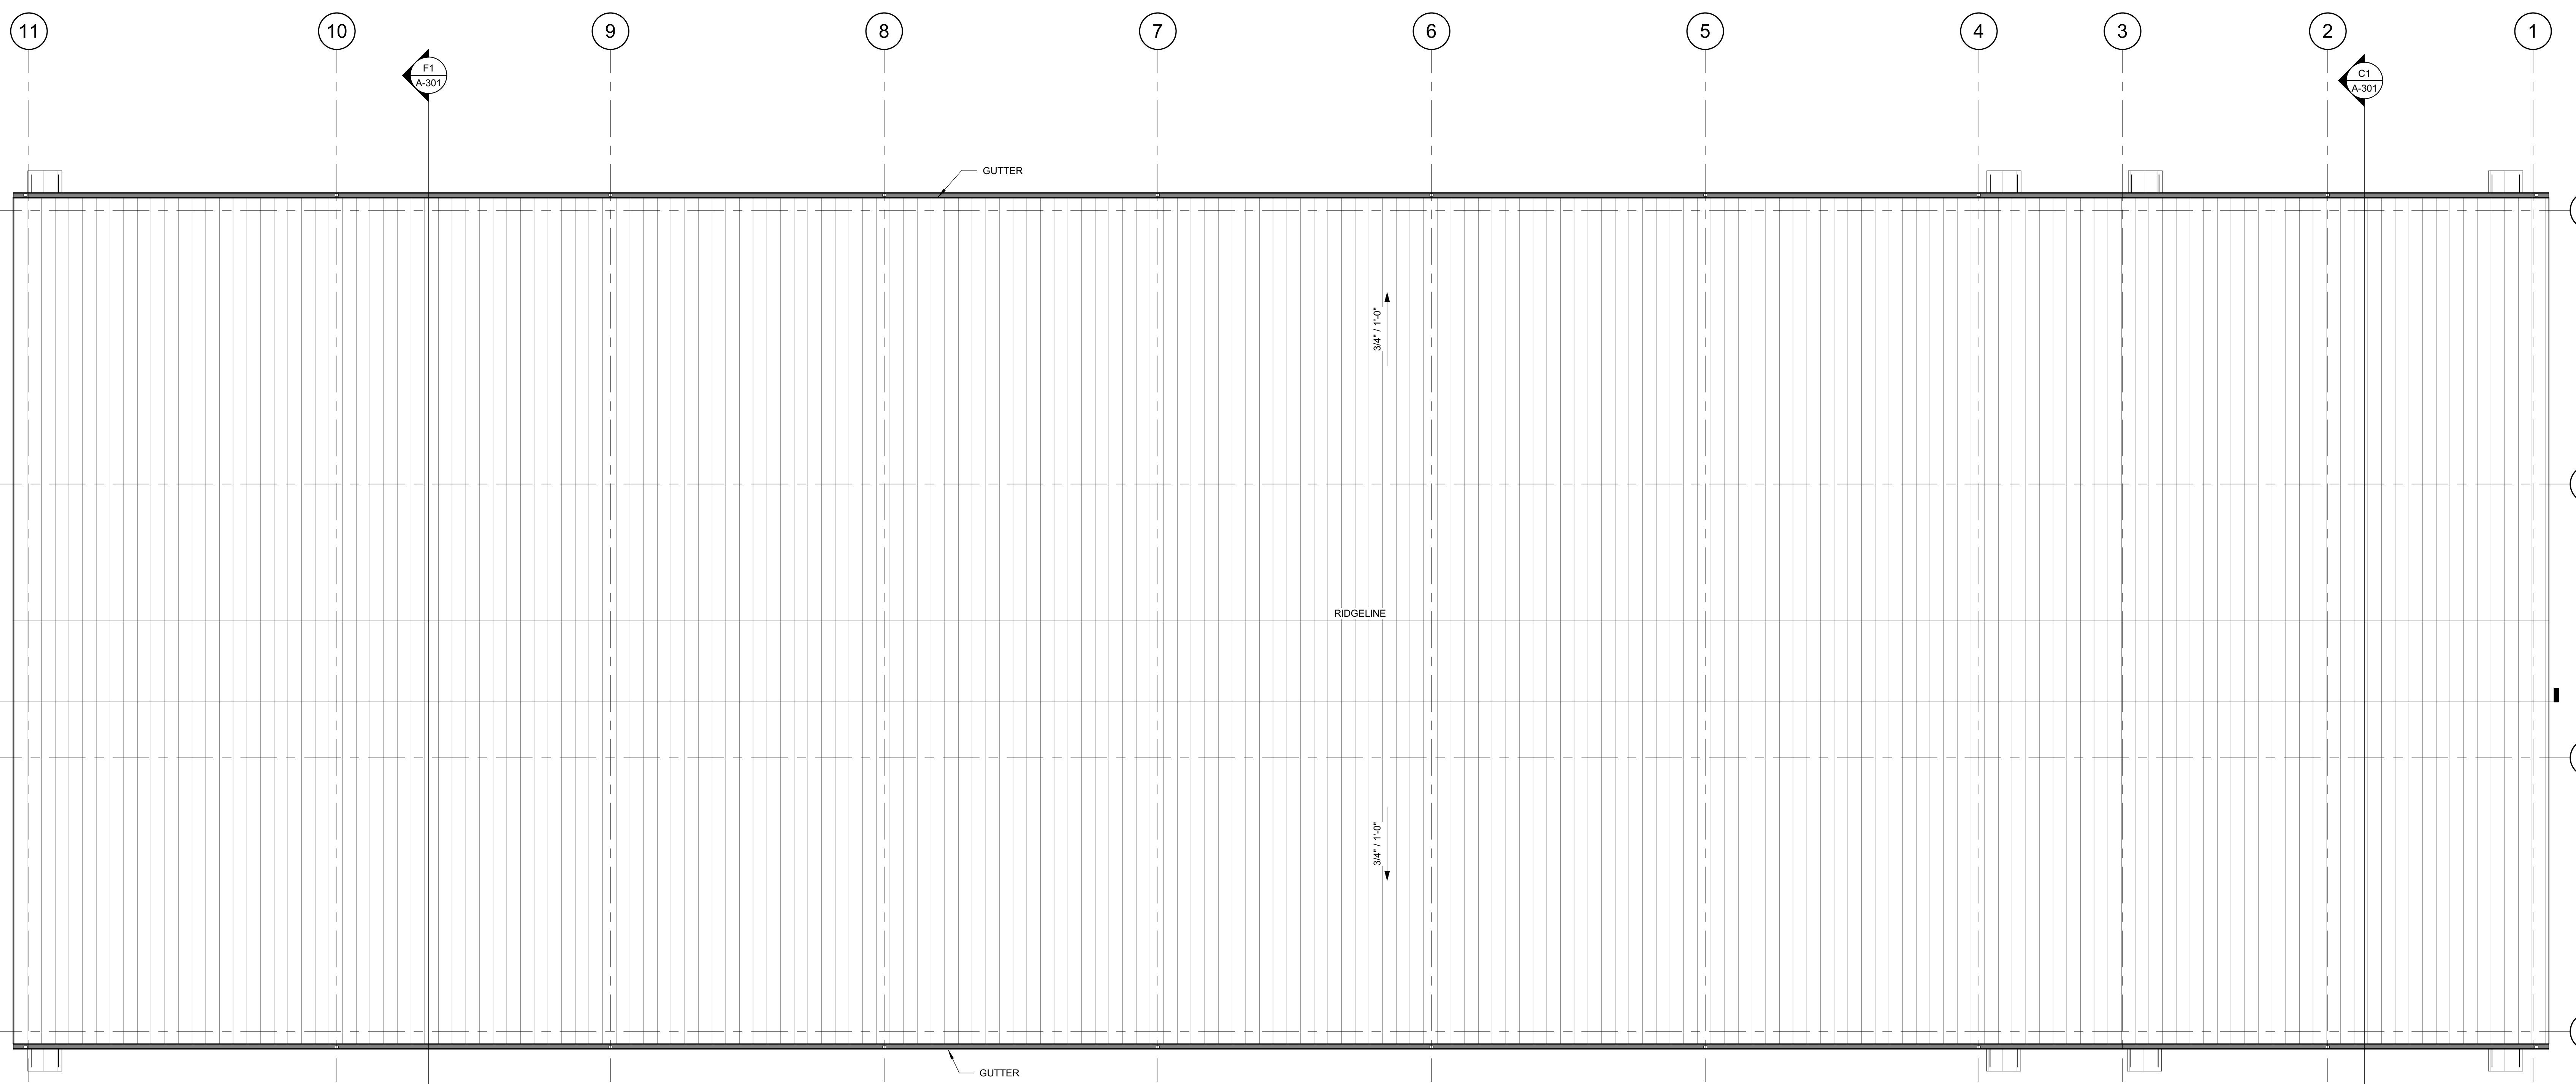 11 10 9 8 7 6 5 4 3 2 1
F1
A-301
C1
A-301
GUTTER
3/4" / 1'-0"
RIDGELINE
3/4" / 1'-0"
GUTTER